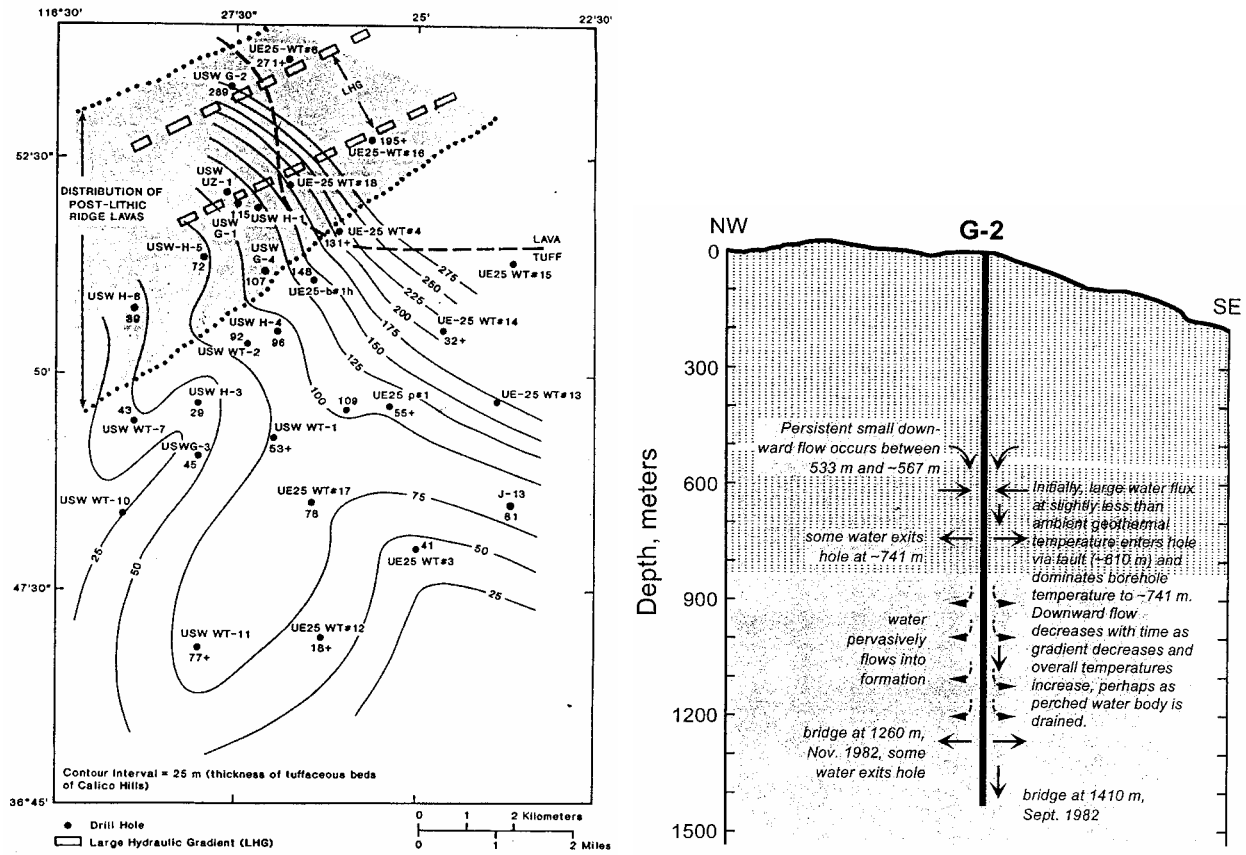 116°30'
27'30"
25'
22'30"
UE25-WT#6
271+
USW G-2
289
LHG
195+
UE25-WT#16
52'30"
DISTRIBUTION OF
POST-LITHIC
RIDGE LAVAS
USW
UZ-1
UE-25 WT#18
115
USW H-1
USW
G-1
UE-25 WT#4
131+
LAVA
TUFF
USW-H-5
72
USW
G-4
107
148
UE25-b#1h
UE25 WT#15
275
250
225
200
175
150
125
100
UE-25 WT#14
32+
USW H-6
39
USW H-4
92
96
USW WT-2
50'
USW H-3
29
43
USW WT-7
109
UE25 p#1
55+
UE-25 WT#13
USW WT-1
53+
USWG-3
45
USW WT-10
UE25 WT#17
78
75
J-13
81
41
UE25 WT#3
50
25
25
50
47'30"
USW WT-11
77+
UE25 WT#12
18+
Contour Interval = 25 m (thickness of tuffaceous beds
of Calico Hills)
36°45'
Drill Hole
Large Hydraulic Gradient (LHG)
0 1 2 Kilometers
0 1 2 Miles
NW
G-2
SE
Depth, meters
0
300
600
900
1200
1500
Persistent small down-
ward flow occurs between
533 m and ~567 m
some water exits
hole at ~741 m
water
pervasively
flows into
formation
bridge at 1260 m,
Nov. 1982, some
water exits hole
Initially, large water flux
at slightly less than
ambient geothermal
temperature enters hole
via fault (~610 m) and
dominates borehole
temperature to ~741 m.
Downward flow
decreases with time as
gradient decreases and
overall temperatures
increase, perhaps as
perched water body is
drained.
bridge at 1410 m,
Sept. 1982